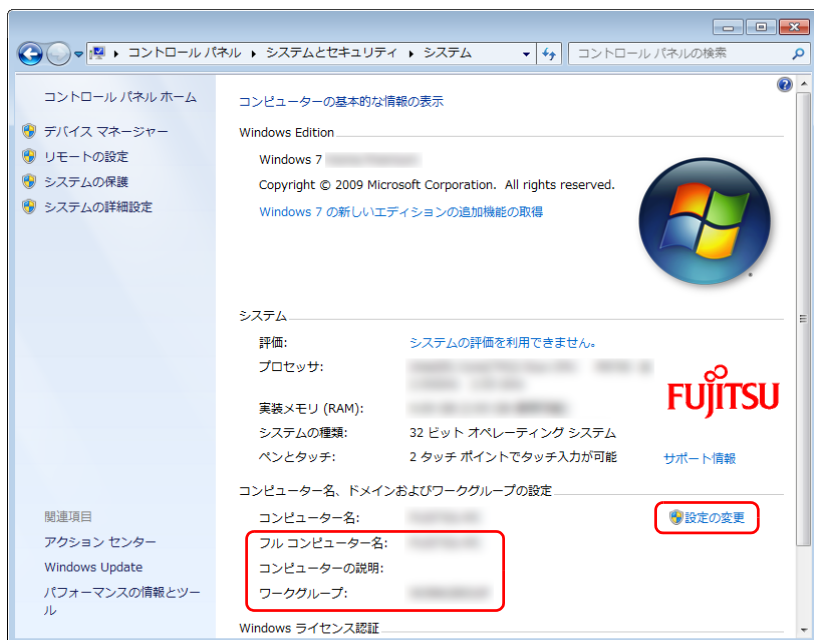 コントロール パネル ▸ システムとセキュリティ ▸ システム
コントロール パネルの検索
コントロール パネル ホーム
デバイス マネージャー
リモートの設定
システムの保護
システムの詳細設定
コンピューターの基本的な情報の表示
Windows Edition
Windows 7
Copyright © 2009 Microsoft Corporation. All rights reserved.
Windows 7 の新しいエディションの追加機能の取得
システム
評価: システムの評価を利用できません。
プロセッサ:
実装メモリ (RAM):
システムの種類: 32 ビット オペレーティング システム
ペンとタッチ: 2 タッチ ポイントでタッチ入力が可能
FUJITSU
サポート情報
コンピューター名、ドメインおよびワークグループの設定
コンピューター名:
設定の変更
フル コンピューター名:
コンピューターの説明:
ワークグループ:
Windows ライセンス認証
関連項目
アクション センター
Windows Update
パフォーマンスの情報とツー
ル